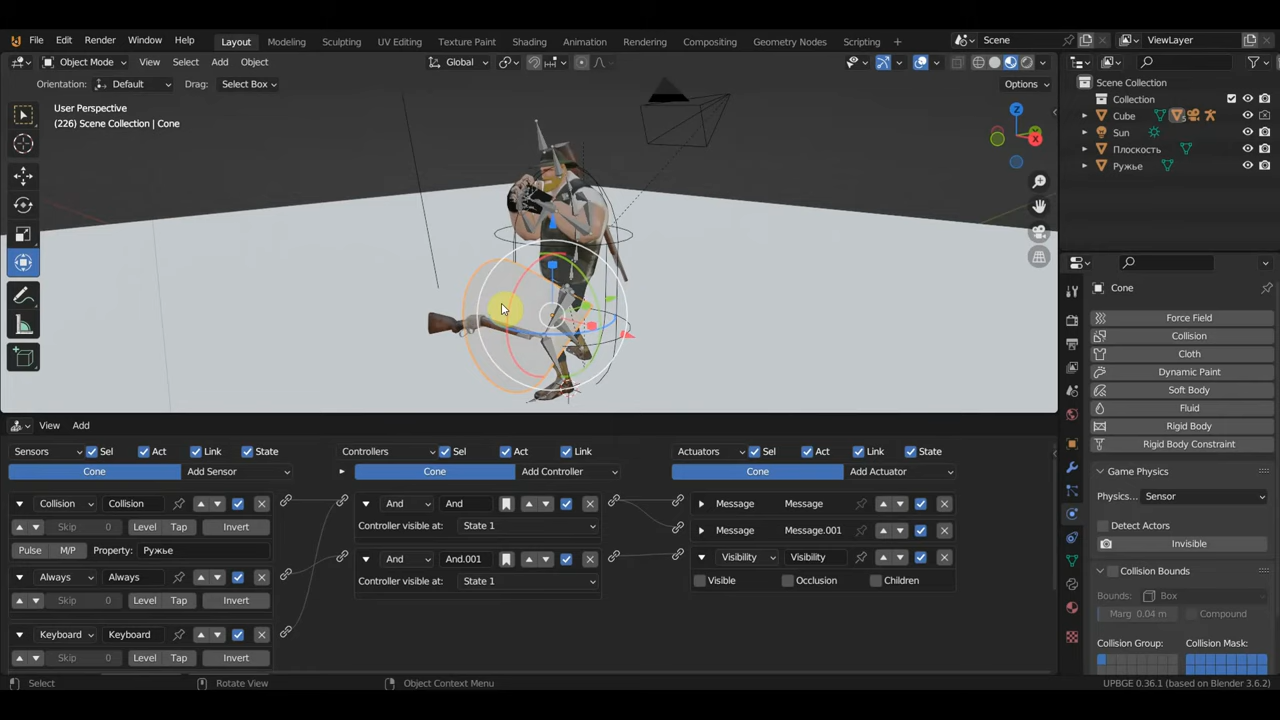 File Edit Render Window Help Layout Modeling Sculpting UV Editing Texture Paint Shading Animation Rendering Compositing Geometry Nodes Scripting + Scene ViewLayer
Object Mode View Select Add Object Global
Orientation: Default Drag: Select Box Options
User Perspective
(226) Scene Collection | Cone
Z
X
Scene Collection
Collection
Cube
Sun
Плоскость
Ружье
Cone
Force Field
Collision
Cloth
Dynamic Paint
Soft Body
Fluid
Rigid Body
Rigid Body Constraint
Game Physics
Physics... Sensor
Detect Actors
Invisible
Collision Bounds
Bounds: Box
Marg 0.04 m Compound
Collision Group: Collision Mask:
View Add
Sensors Sel Act Link State Controllers Sel Act Link Actuators Sel Act Link State
Cone Add Sensor Cone Add Controller Cone Add Actuator
Collision Collision And And Message Message
Skip 0 Level Tap Invert Controller visible at: State 1 Message Message.001
Pulse M/P Property: Ружье And And.001 Visibility Visibility
Always Always Controller visible at: State 1 Visible Occlusion Children
Skip 0 Level Tap Invert
Keyboard Keyboard
Skip 0 Level Tap Invert
Select Rotate View Object Context Menu UPBGE 0.36.1 (based on Blender 3.6.2)